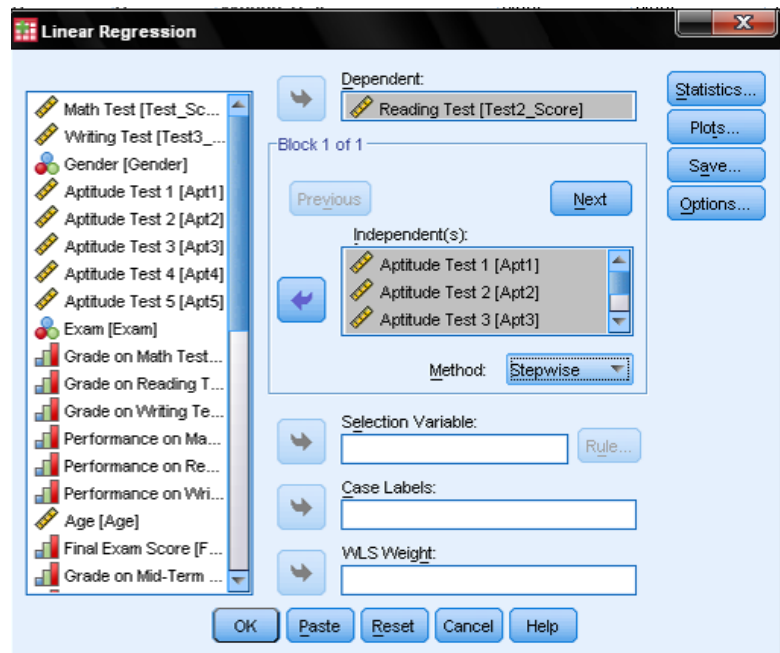 Linear Regression
X
Math Test [Test_Sc...
Writing Test [Test3_...
Gender [Gender]
Aptitude Test 1 [Apt1]
Aptitude Test 2 [Apt2]
Aptitude Test 3 [Apt3]
Aptitude Test 4 [Apt4]
Aptitude Test 5 [Apt5]
Exam [Exam]
Grade on Math Test...
Grade on Reading T...
Grade on Writing Te...
Performance on Ma...
Performance on Re...
Performance on Wri...
Age [Age]
Final Exam Score [F...
Grade on Mid-Term ...
Dependent:
Reading Test [Test2_Score]
Block 1 of 1
Previous
Next
Independent(s):
Aptitude Test 1 [Apt1]
Aptitude Test 2 [Apt2]
Aptitude Test 3 [Apt3]
Method:
Stepwise
Selection Variable:
Rule...
Case Labels:
WLS Weight:
Statistics...
Plots...
Save...
Options...
OK
Paste
Reset
Cancel
Help